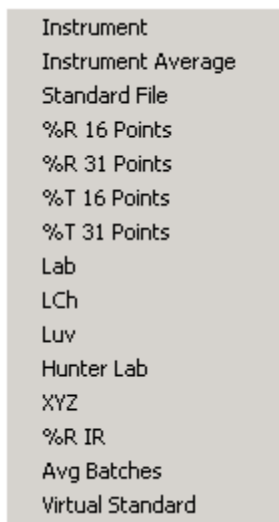 Instrument
Instrument Average
Standard File
%R 16 Points
%R 31 Points
%T 16 Points
%T 31 Points
Lab
LCh
Luv
Hunter Lab
XYZ
%R IR
Avg Batches
Virtual Standard